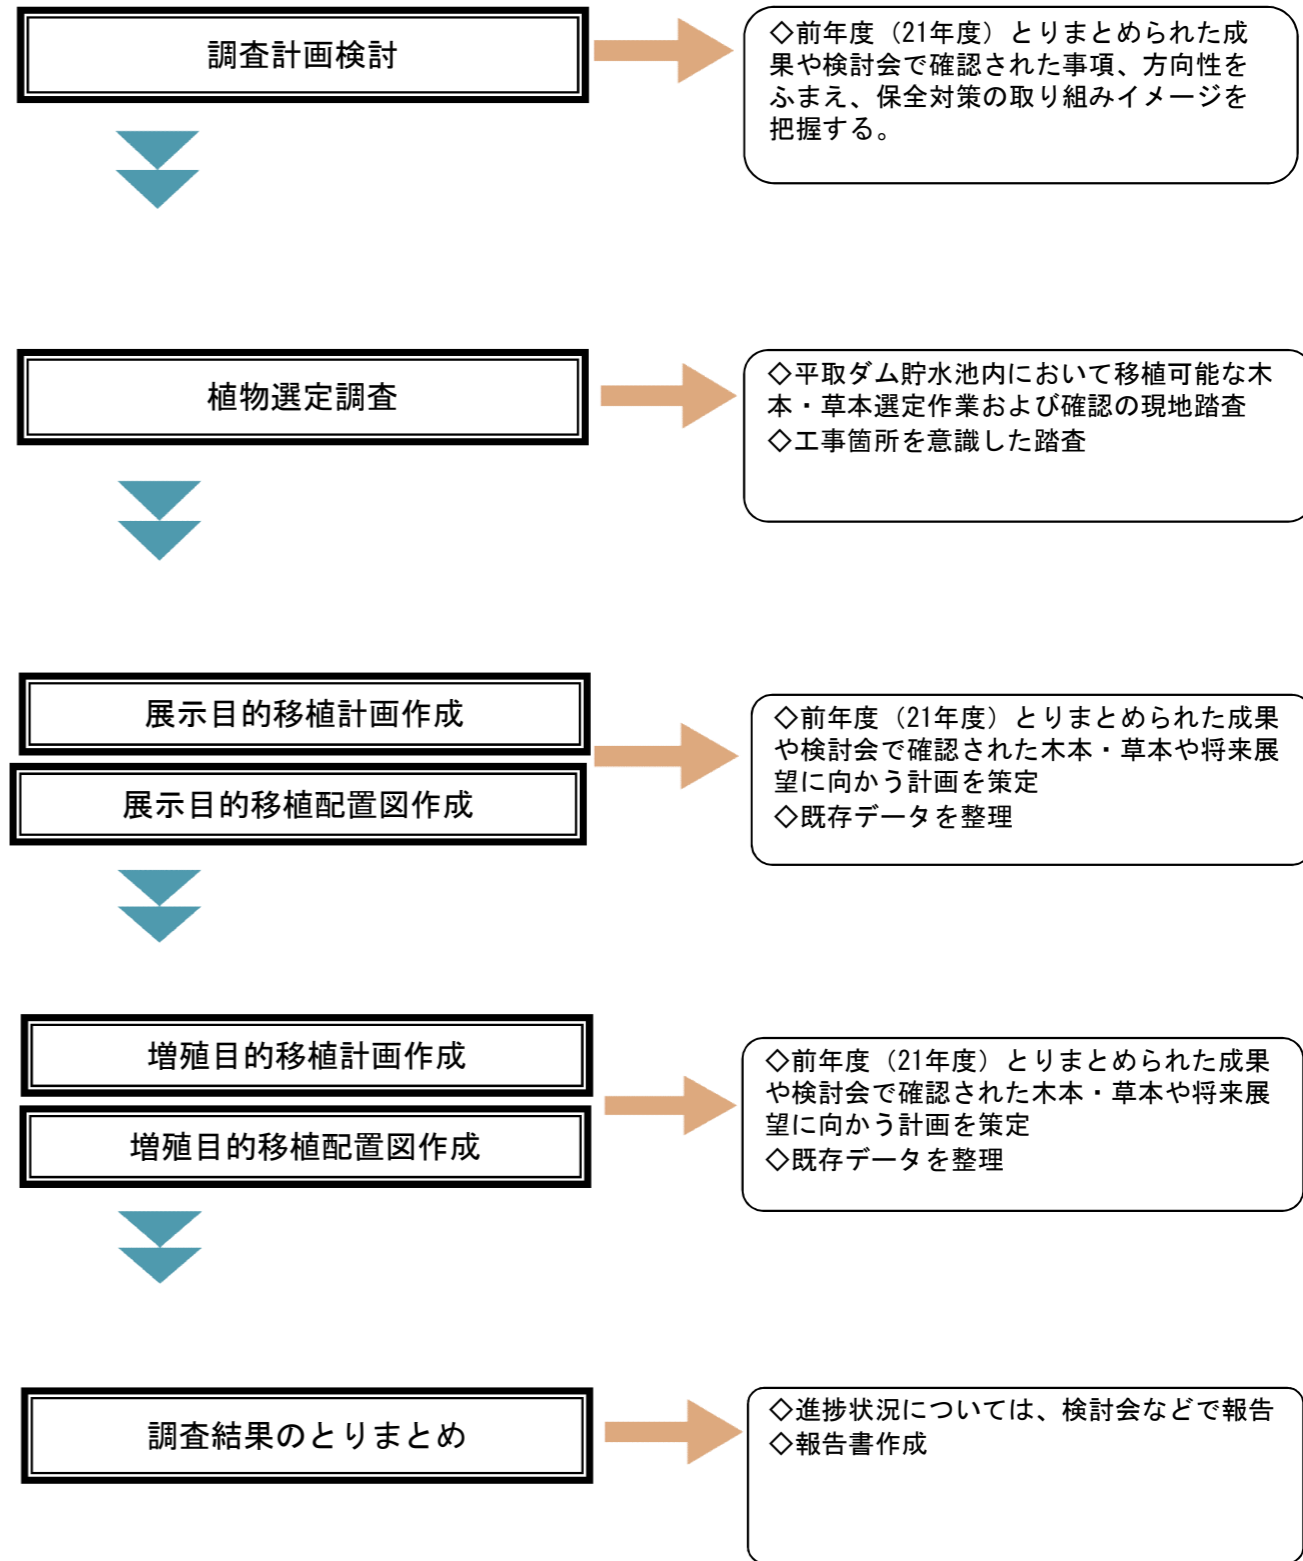 調査計画検討
◇前年度（21年度）とりまとめられた成
果や検討会で確認された事項、方向性を
ふまえ、保全対策の取り組みイメージを
把握する。
植物選定調査
◇平取ダム貯水池内において移植可能な木
本・草本選定作業および確認の現地踏査
◇工事箇所を意識した踏査
展示目的移植計画作成
展示目的移植配置図作成
◇前年度（21年度）とりまとめられた成果
や検討会で確認された木本・草本や将来展
望に向かう計画を策定
◇既存データを整理
増殖目的移植計画作成
増殖目的移植配置図作成
◇前年度（21年度）とりまとめられた成果
や検討会で確認された木本・草本や将来展
望に向かう計画を策定
◇既存データを整理
調査結果のとりまとめ
◇進捗状況については、検討会などで報告
◇報告書作成